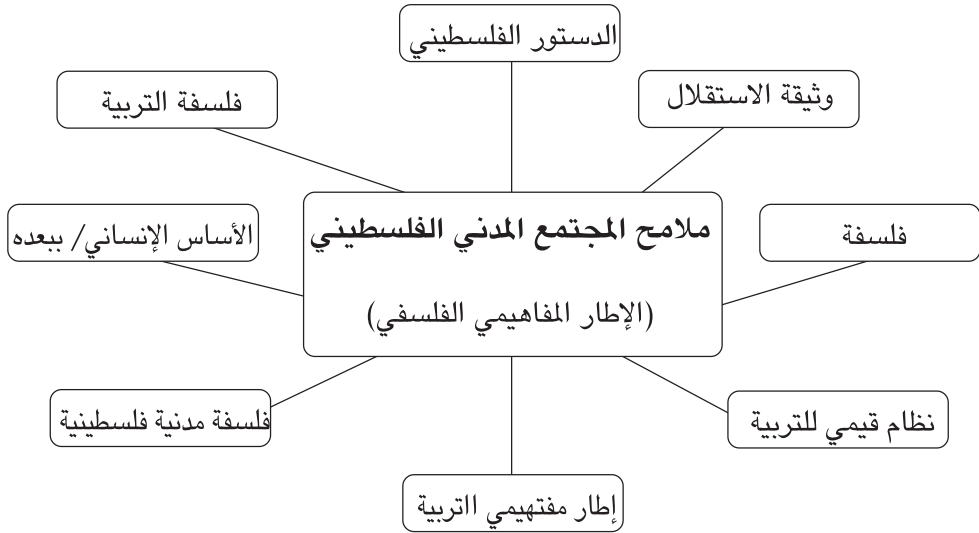 الدستور الفلسطيني
وثيقة الاستقلال
فلسفة التربية
ملامح المجتمع المدني الفلسطيني
(الإطار المفاهيمي الفلسفي)
فلسفة
الأساس الإنساني/ ببعده
نظام قيمي للتربية
فلسفة مدنية فلسطينية
إطار مفتهيمي ااتربية